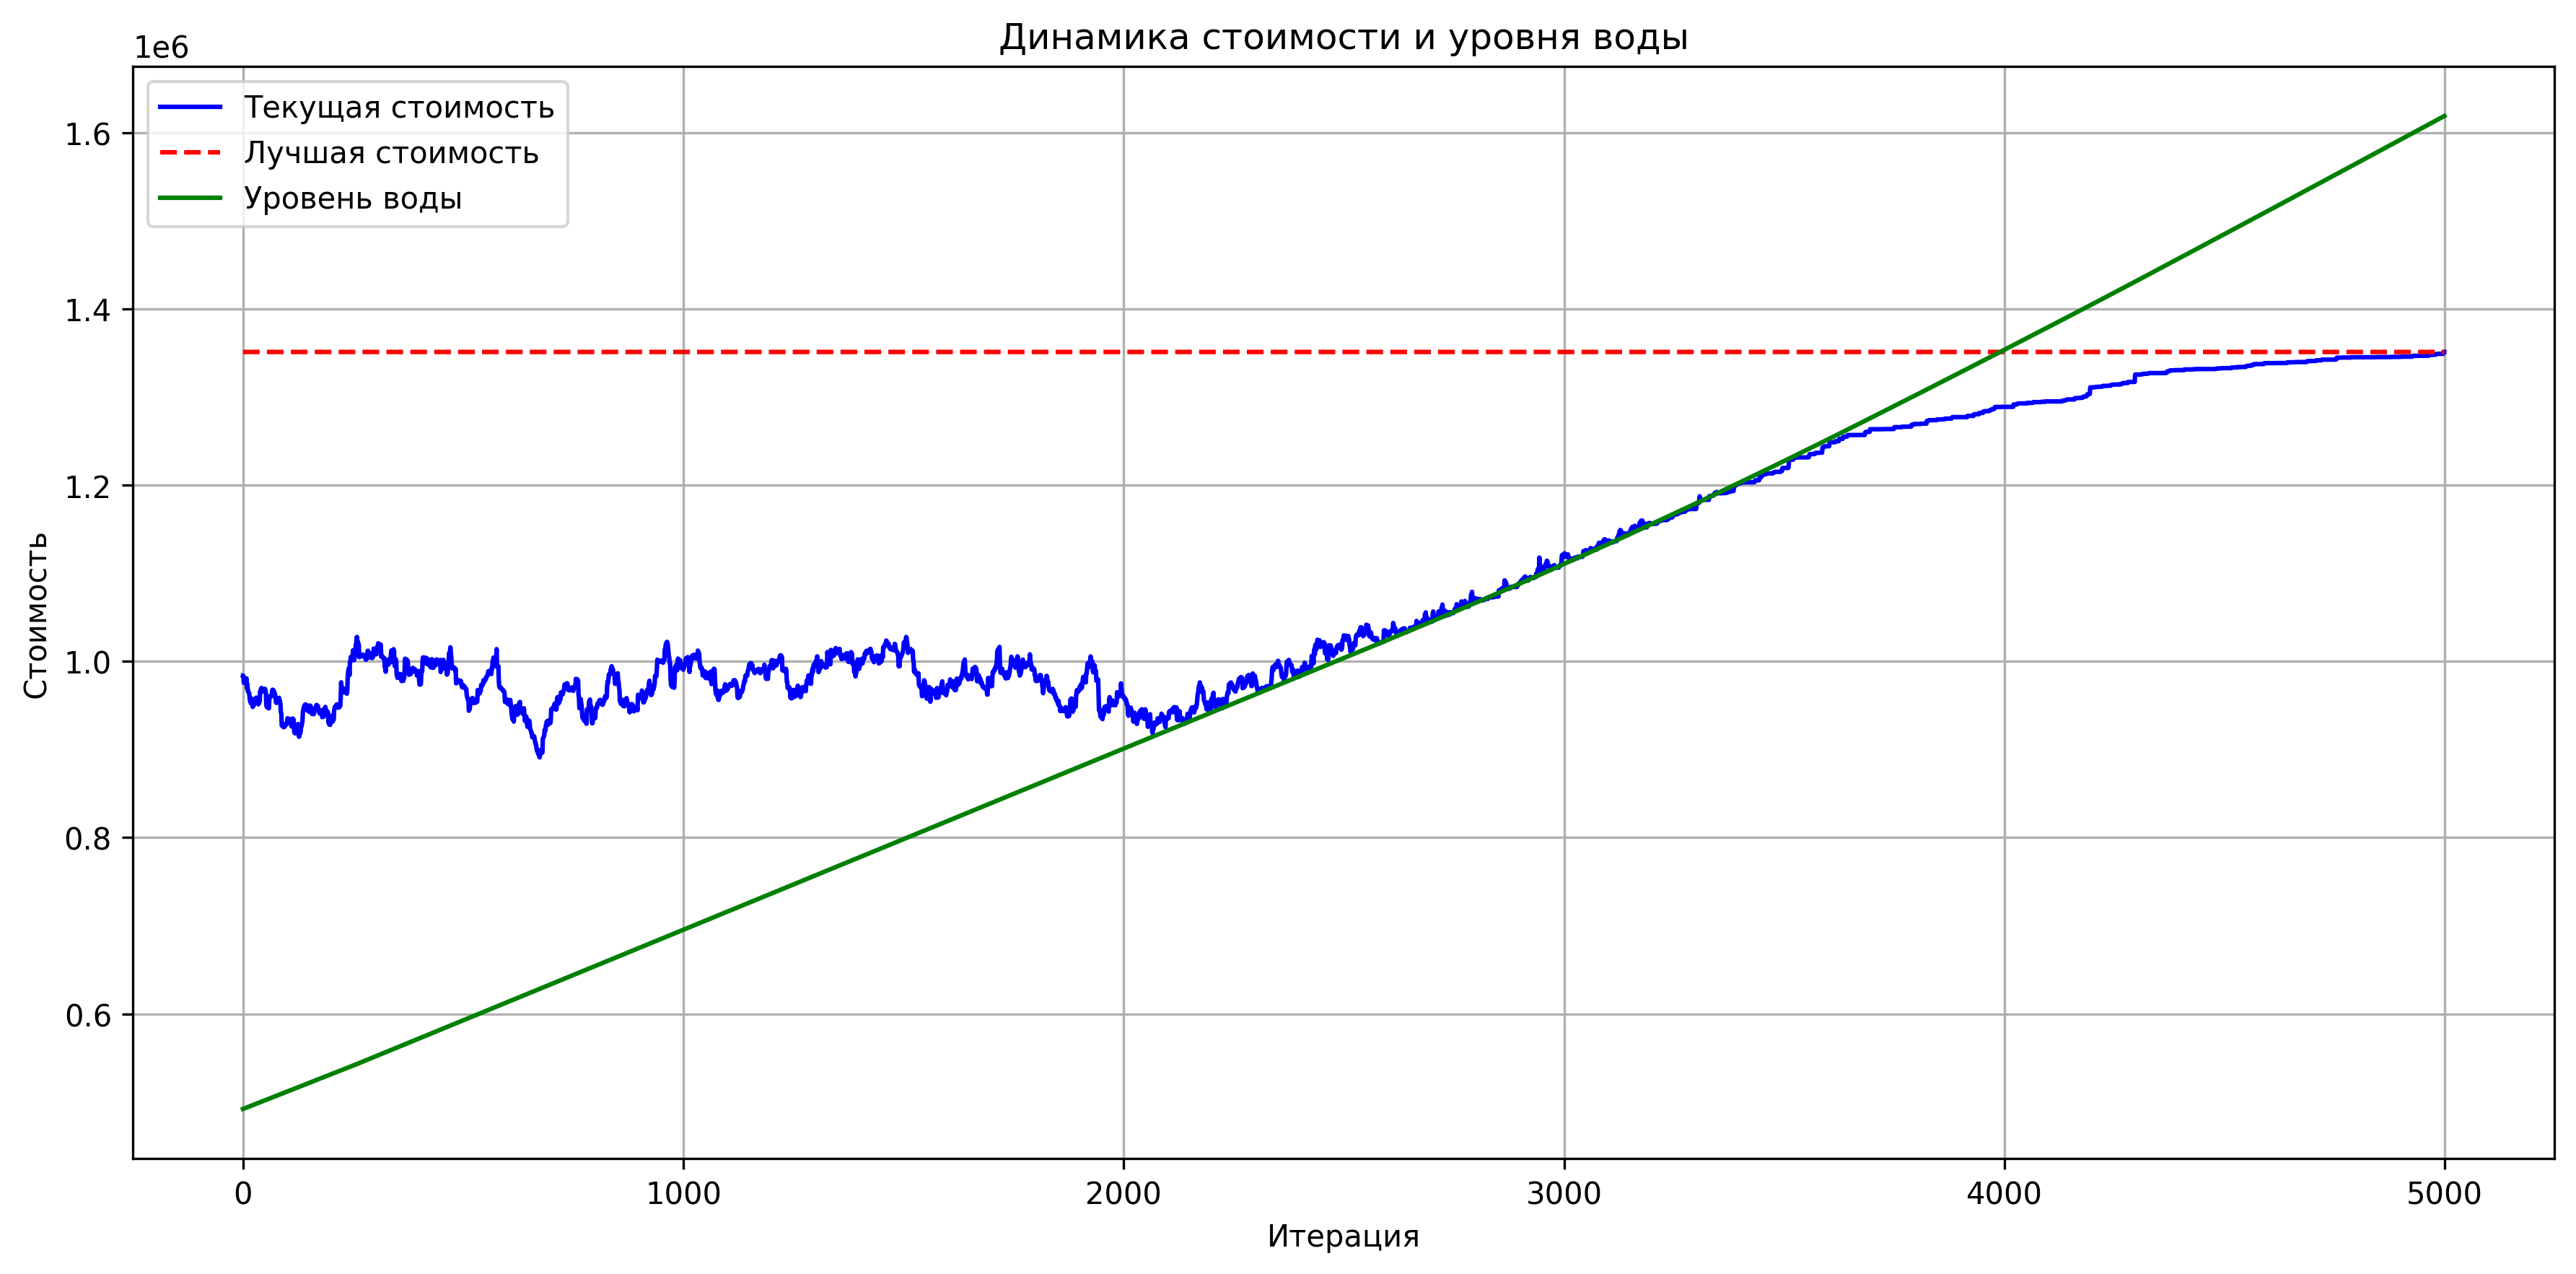 Динамика стоимости и уровня воды
1e6
Текущая стоимость
Лучшая стоимость
Уровень воды
1.6
1.4
1.2
1.0
0.8
0.6
Стоимость
0 1000 2000 3000 4000 5000
Итерация